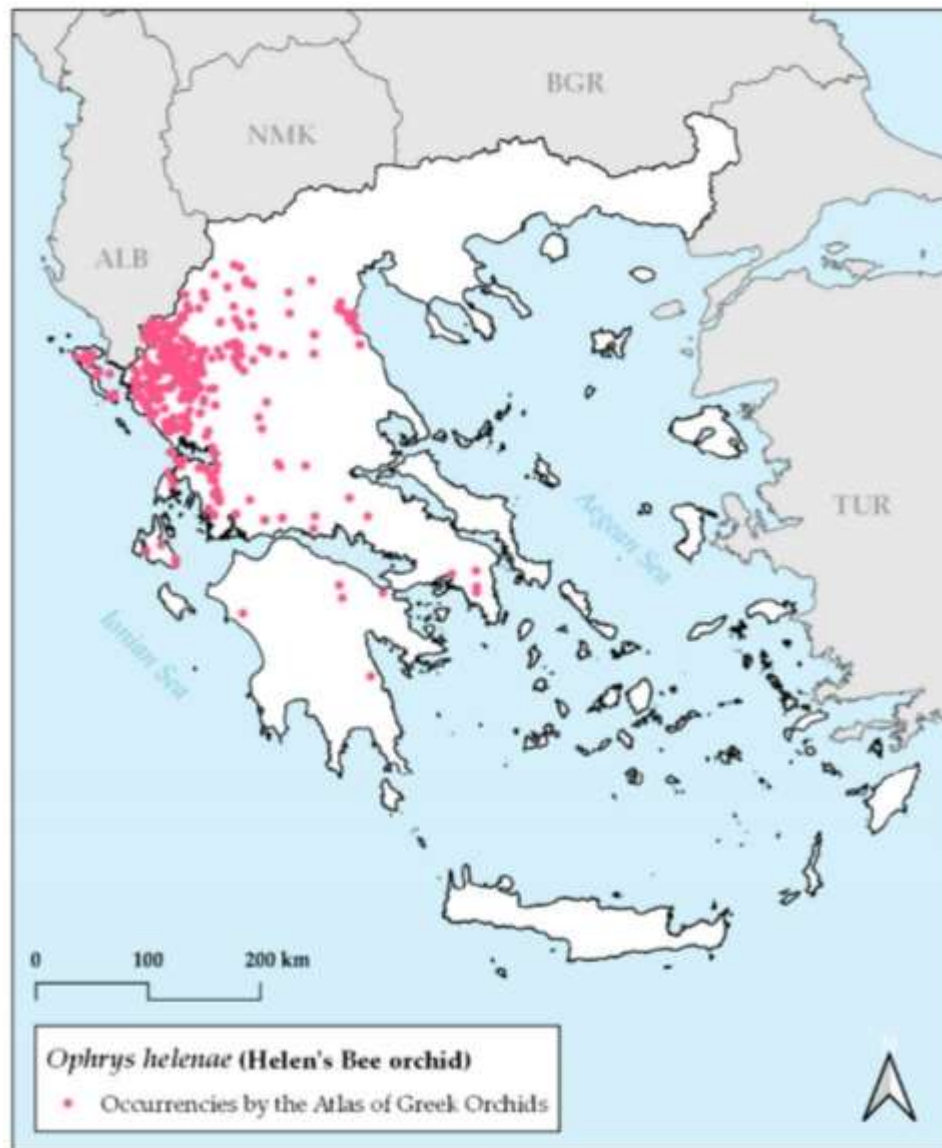 BGR
NMK
ALB
TUR
Aegean Sea
Ionian Sea
0 100 200 km
Ophrys helenae (Helen's Bee orchid)
Occurrencies by the Atlas of Greek Orchids